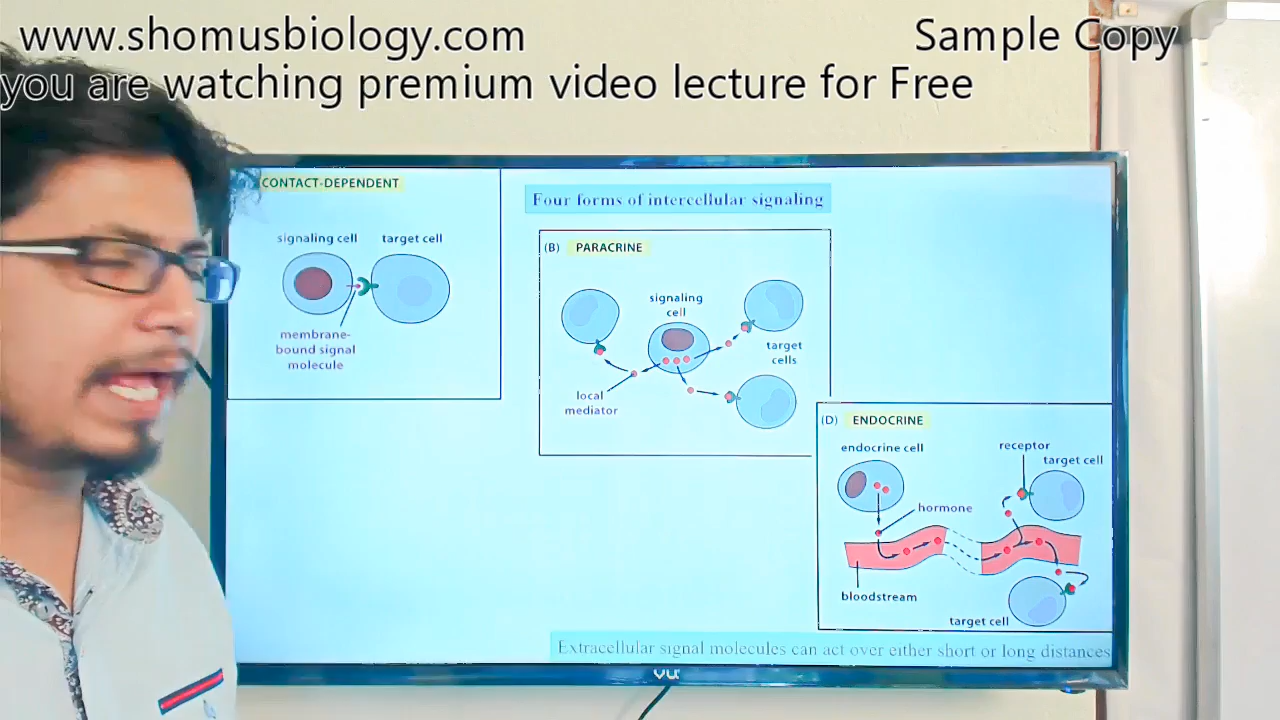 www.shomusbiology.com
Sample Copy
you are watching premium video lecture for Free
CONTACT-DEPENDENT
signaling cell
target cell
membrane-
bound signal
molecule
Four forms of intercellular signaling
(B) PARACRINE
signaling
cell
target
cells
local
mediator
(D) ENDOCRINE
endocrine cell
receptor
target cell
hormone
bloodstream
target cell
Extracellular signal molecules can act over either short or long distances
VU